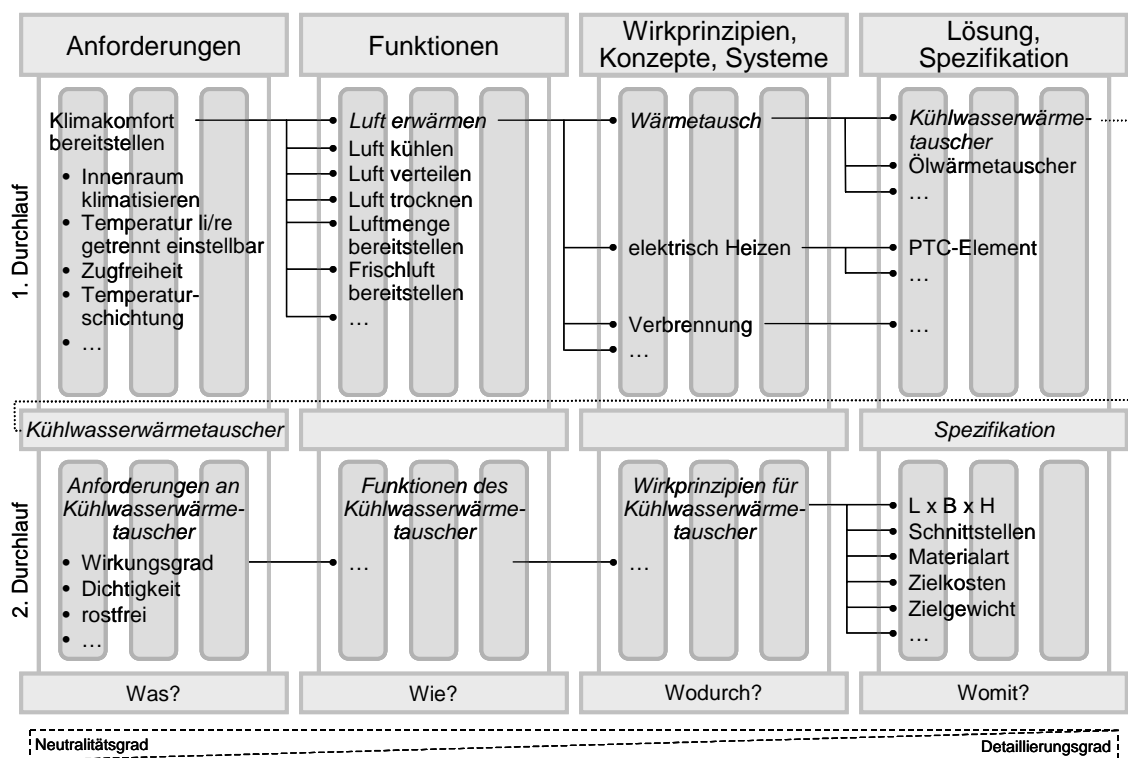 Anforderungen
Funktionen
Wirkprinzipien,
Konzepte, Systeme
Lösung,
Spezifikation
1. Durchlauf
Klimakomfort
bereitstellen
• Innenraum
klimatisieren
• Temperatur li/re
getrennt einstellbar
• Zugfreiheit
• Temperatur-
schichtung
• …
Luft erwärmen
Luft kühlen
Luft verteilen
Luft trocknen
Luftmenge
bereitstellen
Frischluft
bereitstellen
…
Wärmetausch
elektrisch Heizen
Verbrennung
…
Kühlwasserwärme-
tauscher
Ölwärmetauscher
…
PTC-Element
…
…
Kühlwasserwärmetauscher
Spezifikation
2. Durchlauf
Anforderungen an
Kühlwasserwärme-
tauscher
• Wirkungsgrad
• Dichtigkeit
• rostfrei
• …
Funktionen des
Kühlwasserwärme-
tauscher
…
Wirkprinzipien für
Kühlwasserwärme-
tauscher
…
L x B x H
Schnittstellen
Materialart
Zielkosten
Zielgewicht
…
Was?
Wie?
Wodurch?
Womit?
Neutralitätsgrad
Detaillierungsgrad